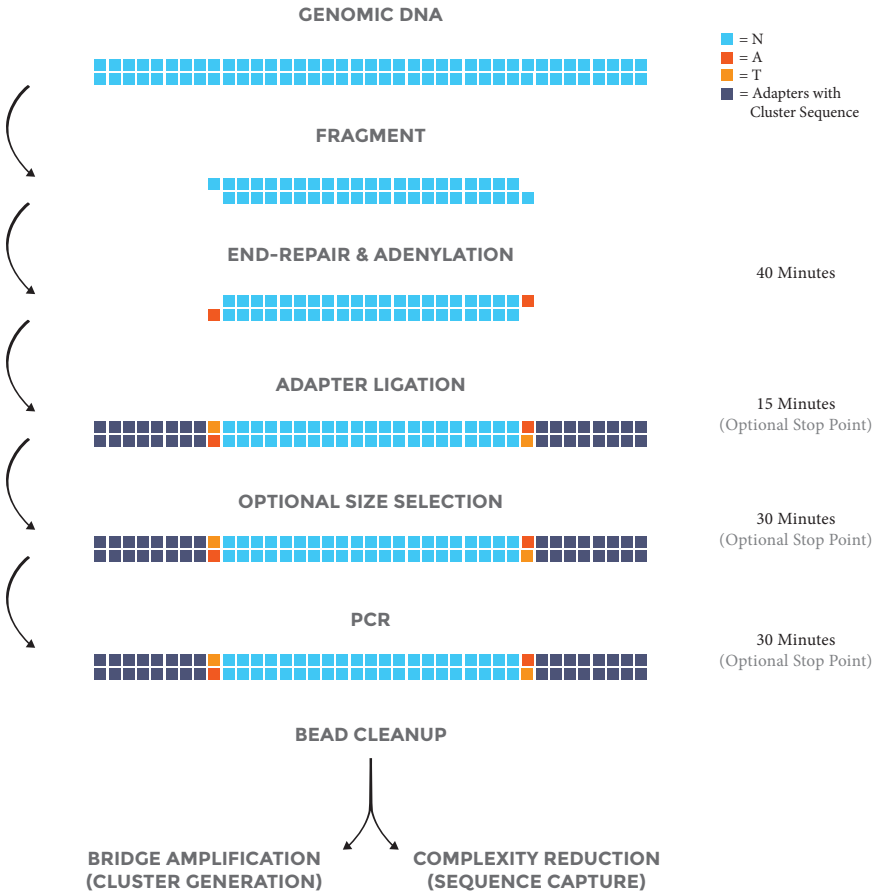 GENOMIC DNA
= N
= A
= T
= Adapters with
Cluster Sequence
FRAGMENT
END-REPAIR & ADENYLATION
40 Minutes
ADAPTER LIGATION
15 Minutes
(Optional Stop Point)
OPTIONAL SIZE SELECTION
30 Minutes
(Optional Stop Point)
PCR
30 Minutes
(Optional Stop Point)
BEAD CLEANUP
BRIDGE AMPLIFICATION
(CLUSTER GENERATION)
COMPLEXITY REDUCTION
(SEQUENCE CAPTURE)